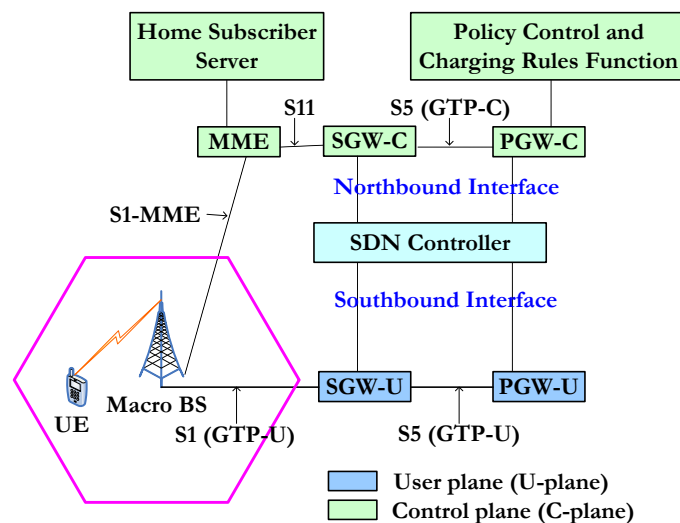 Home Subscriber
Server
Policy Control and
Charging Rules Function
S11
S5 (GTP-C)
MME
SGW-C
PGW-C
Northbound Interface
S1-MME
SDN Controller
Southbound Interface
SGW-U
PGW-U
Macro BS
UE
S1 (GTP-U)
S5 (GTP-U)
User plane (U-plane)
Control plane (C-plane)